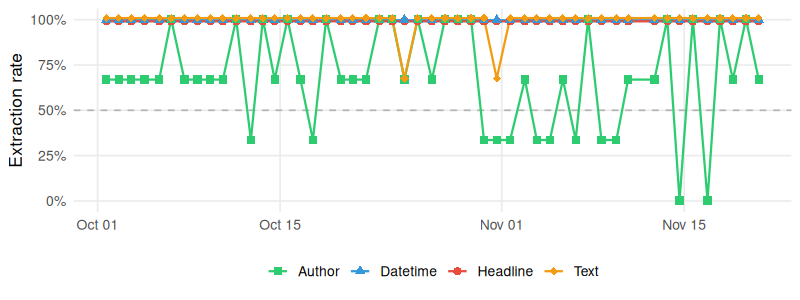 100%
75%
50%
25%
0%
Extraction rate
Oct 01 Oct 15 Nov 01 Nov 15
Author Datetime Headline Text